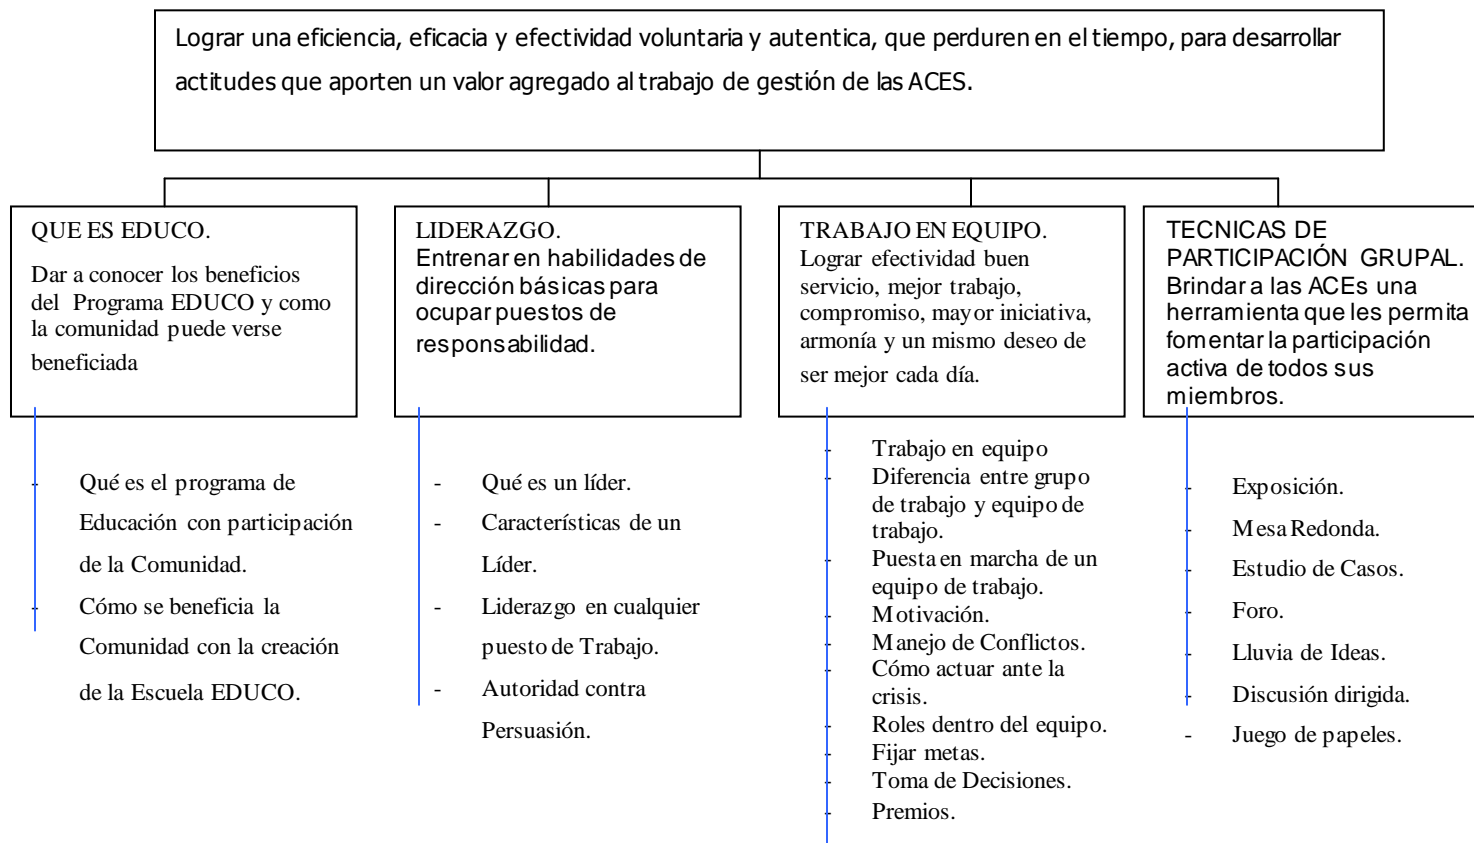 Lograr una eficiencia, eficacia y efectividad voluntaria y autentica, que perduren en el tiempo, para desarrollar
actitudes que aporten un valor agregado al trabajo de gestión de las ACES.
QUE ES EDUCO.
Dar a conocer los beneficios
del Programa EDUCO y como
la comunidad puede verse
beneficiada
- Qué es el programa de
Educación con participación
de la Comunidad.
- Cómo se beneficia la
Comunidad con la creación
de la Escuela EDUCO.
LIDERAZGO.
Entrenar en habilidades de
dirección básicas para
ocupar puestos de
responsabilidad.
- Qué es un líder.
- Características de un
Líder.
- Liderazgo en cualquier
puesto de Trabajo.
- Autoridad contra
Persuasión.
TRABAJO EN EQUIPO.
Lograr efectividad buen
servicio, mejor trabajo,
compromiso, mayor iniciativa,
armonía y un mismo deseo de
ser mejor cada día.
- Trabajo en equipo
- Diferencia entre grupo
de trabajo y equipo de
trabajo.
- Puesta en marcha de un
equipo de trabajo.
- Motivación.
- Manejo de Conflictos.
- Cómo actuar ante la
crisis.
- Roles dentro del equipo.
- Fijar metas.
- Toma de Decisiones.
- Premios.
TECNICAS DE
PARTICIPACIÓN GRUPAL.
Brindar a las ACEs una
herramienta que les permita
fomentar la participación
activa de todos sus
miembros.
- Exposición.
- Mesa Redonda.
- Estudio de Casos.
- Foro.
- Lluvia de Ideas.
- Discusión dirigida.
- Juego de papeles.